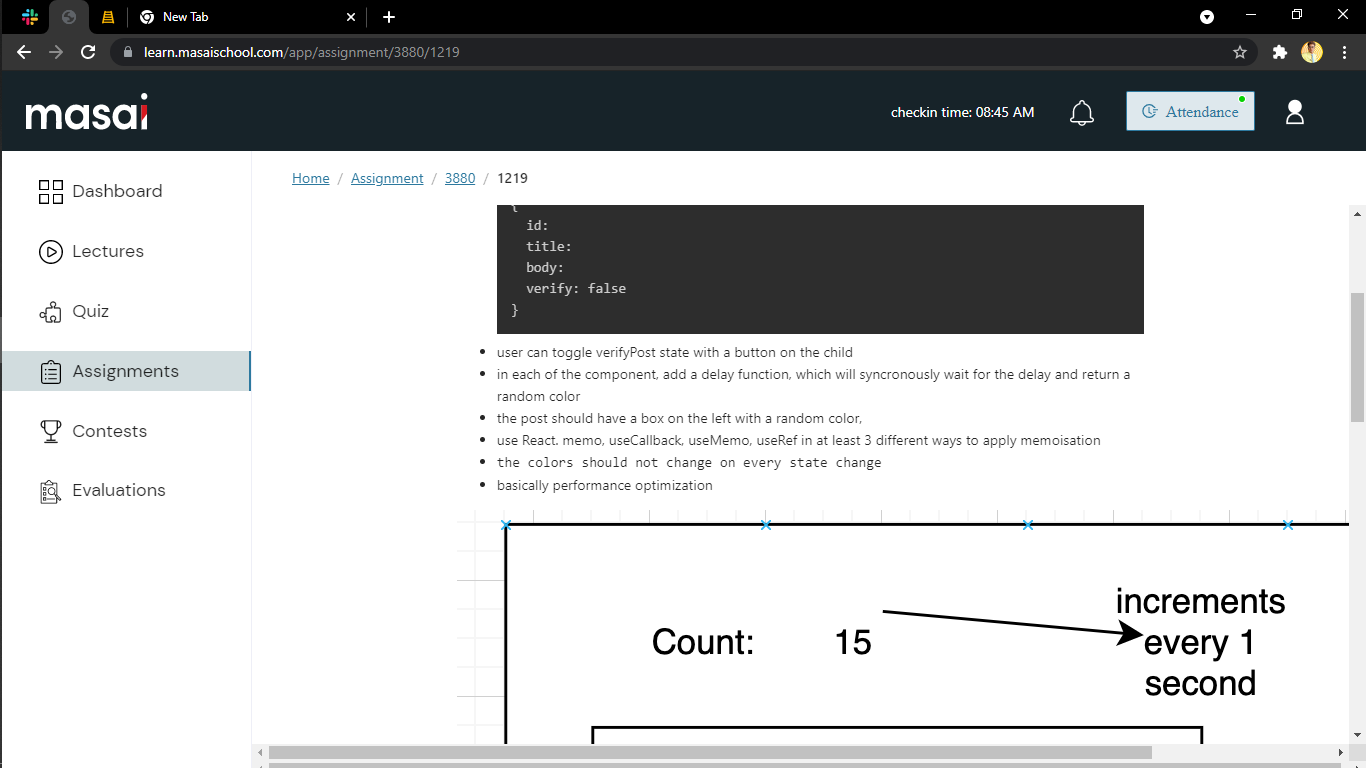 New Tab
learn.masaischool.com/app/assignment/3880/1219
masai
checkin time: 08:45 AM
Attendance
Dashboard
Lectures
Quiz
Assignments
Contests
Evaluations
Home / Assignment / 3880 / 1219
{
id:
title:
body:
verify: false
}
user can toggle verifyPost state with a button on the child
in each of the component, add a delay function, which will syncronously wait for the delay and return a
random color
the post should have a box on the left with a random color,
use React. memo, useCallback, useMemo, useRef in at least 3 different ways to apply memoisation
the colors should not change on every state change
basically performance optimization
Count: 15
increments
every 1
second